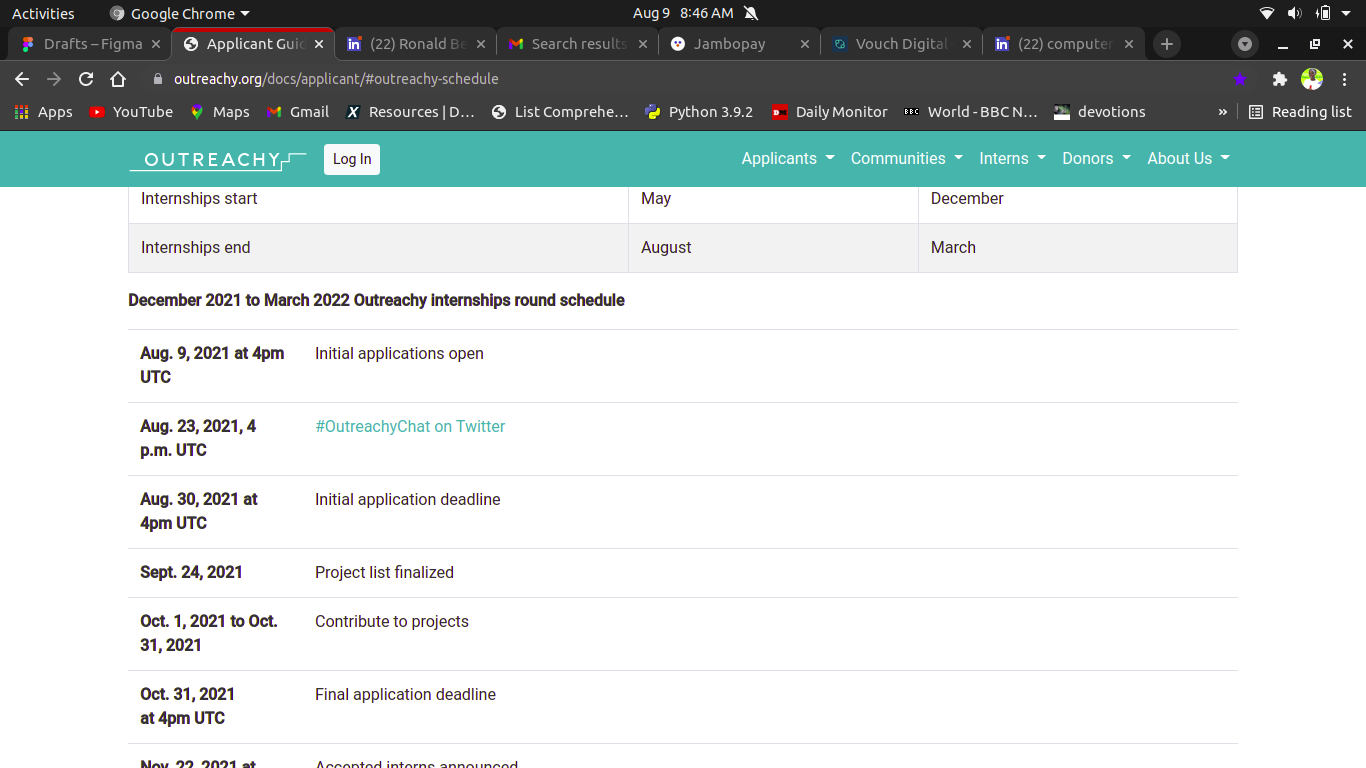 Activities
Google Chrome
Aug 9 8:46 AM
Drafts – Figma
Applicant Guid
(22) Ronald Be
Search results
Jambopay
Vouch Digital
(22) computer
outreachy.org/docs/applicant/#outreachy-schedule
Apps
YouTube
Maps
Gmail
Resources | D...
List Comprehe...
Python 3.9.2
Daily Monitor
World - BBC N...
devotions
»
Reading list
OUTREACHY
Log In
Applicants
Communities
Interns
Donors
About Us
Internships start May December
Internships end August March
December 2021 to March 2022 Outreachy internships round schedule
Aug. 9, 2021 at 4pm Initial applications open
UTC
Aug. 23, 2021, 4 #OutreachyChat on Twitter
p.m. UTC
Aug. 30, 2021 at Initial application deadline
4pm UTC
Sept. 24, 2021 Project list finalized
Oct. 1, 2021 to Oct. Contribute to projects
31, 2021
Oct. 31, 2021 Final application deadline
at 4pm UTC
Nov. 22, 2021 at Accepted interns announced